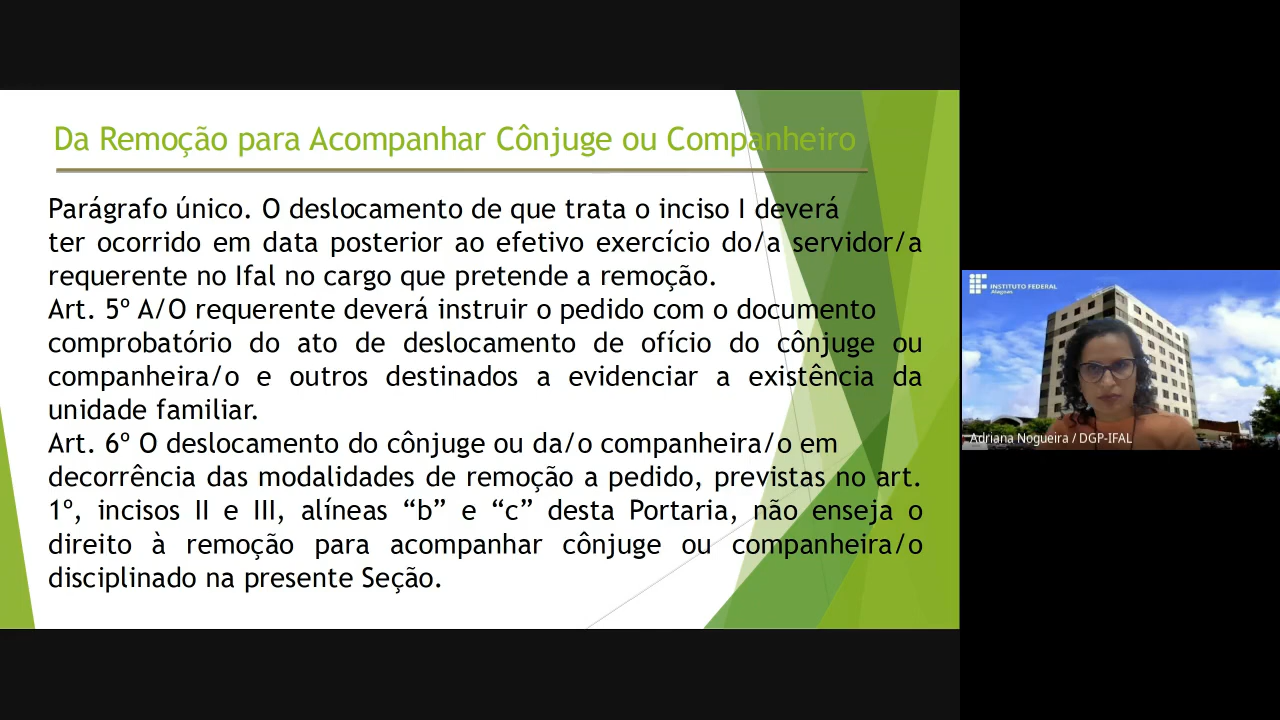 Da Remoção para Acompanhar Cônjuge ou Companheiro
Parágrafo único. O deslocamento de que trata o inciso I deverá
ter ocorrido em data posterior ao efetivo exercício do/a servidor/a
requerente no Ifal no cargo que pretende a remoção.
Art. 5º A/O requerente deverá instruir o pedido com o documento
comprobatório do ato de deslocamento de ofício do cônjuge ou
companheira/o e outros destinados a evidenciar a existência da
unidade familiar.
Art. 6º O deslocamento do cônjuge ou da/o companheira/o em
decorrência das modalidades de remoção a pedido, previstas no art.
1º, incisos II e III, alíneas “b” e “c” desta Portaria, não enseja o
direito à remoção para acompanhar cônjuge ou companheira/o
disciplinado na presente Seção.
INSTITUTO FEDERAL
Alagoas
Adriana Nogueira / DGP-IFAL